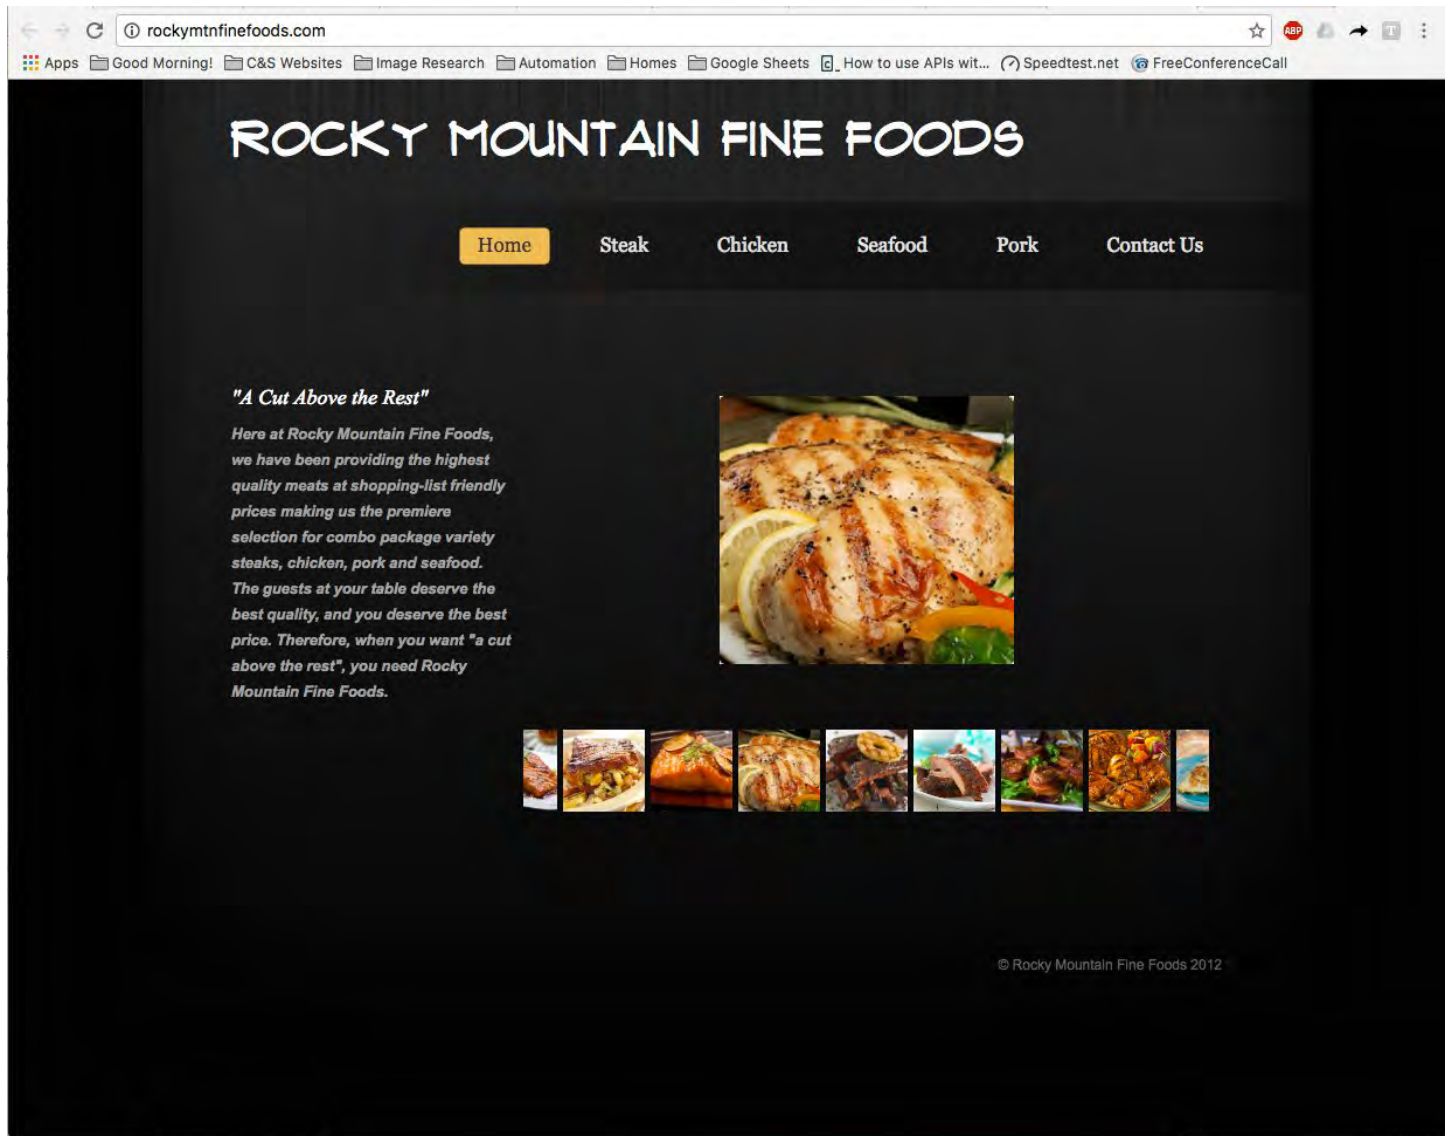 rockymtnfinefoods.com
ABP
T
Apps Good Morning! C&S Websites Image Research Automation Homes Google Sheets c_ How to use APIs wit... Speedtest.net FreeConferenceCall
ROCKY MOUNTAIN FINE FOODS
Home Steak Chicken Seafood Pork Contact Us
"A Cut Above the Rest"
Here at Rocky Mountain Fine Foods,
we have been providing the highest
quality meats at shopping-list friendly
prices making us the premiere
selection for combo package variety
steaks, chicken, pork and seafood.
The guests at your table deserve the
best quality, and you deserve the best
price. Therefore, when you want "a cut
above the rest", you need Rocky
Mountain Fine Foods.
© Rocky Mountain Fine Foods 2012